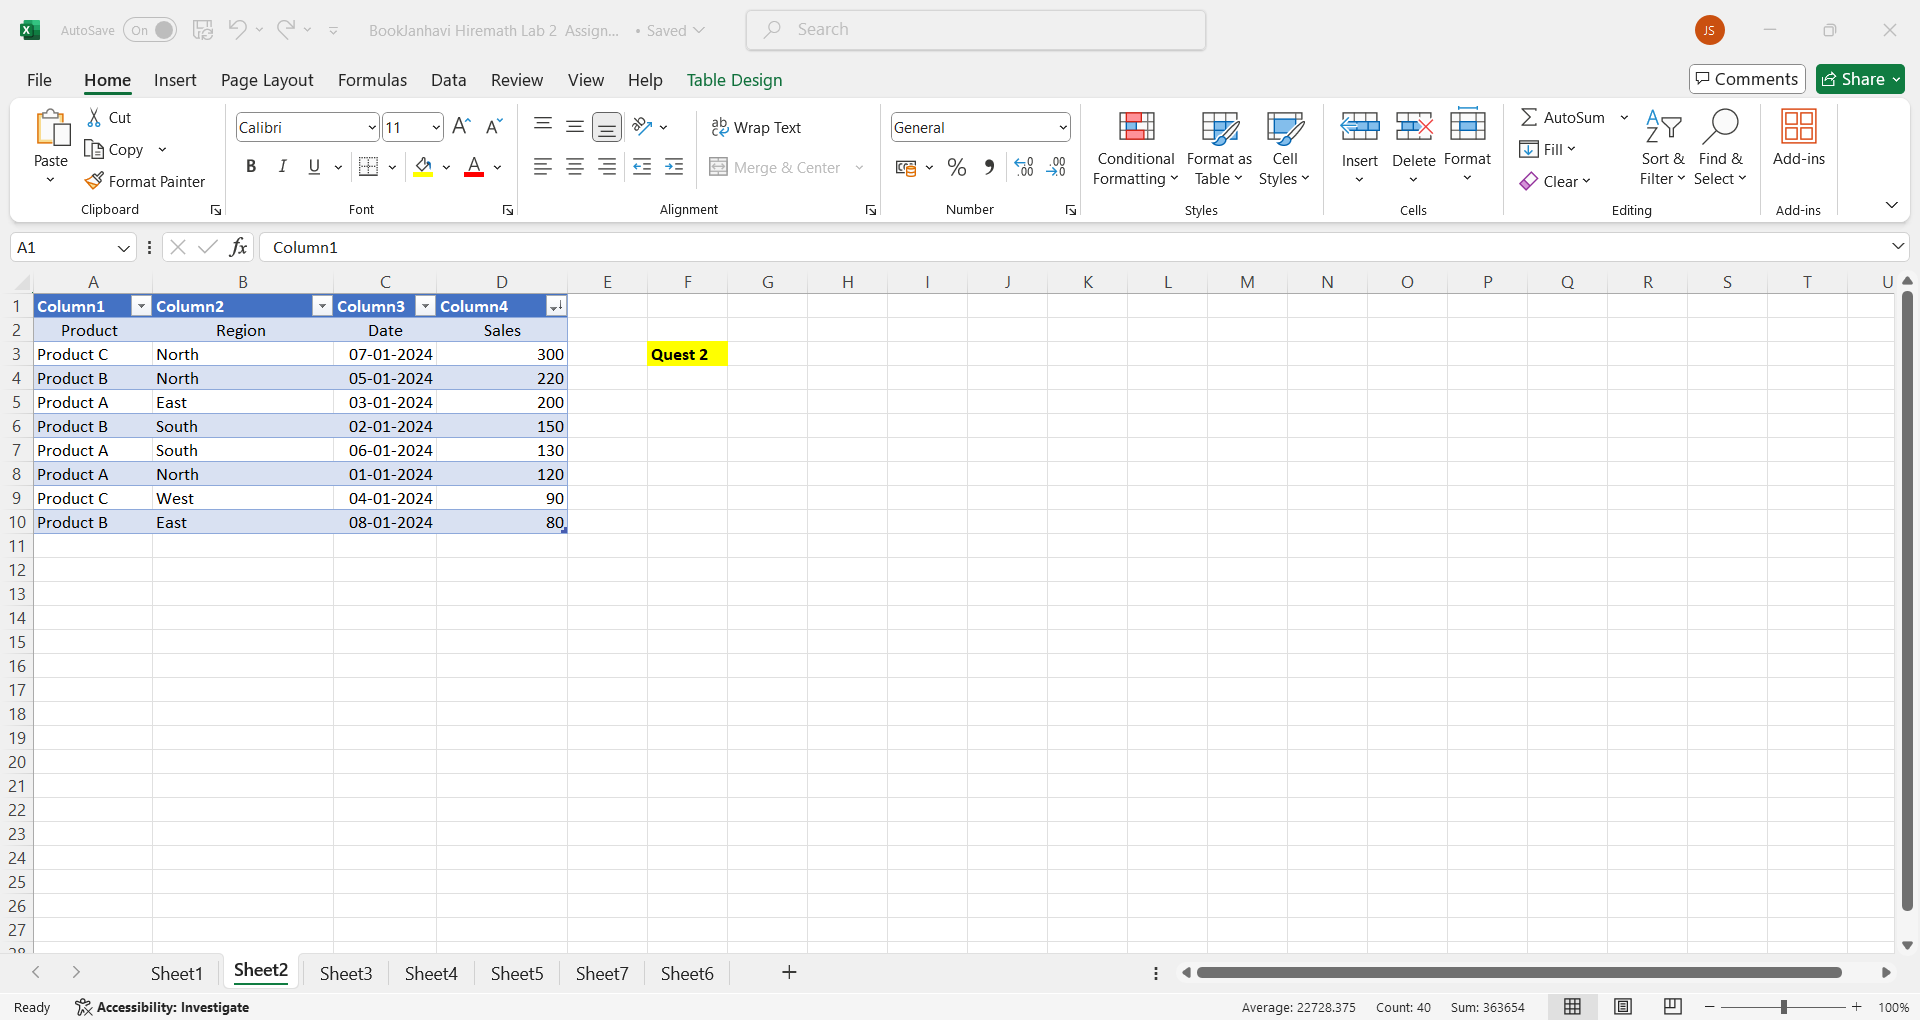 AutoSave On BookJanhavi Hiremath Lab 2 Assign... • Saved Search JS
File Home Insert Page Layout Formulas Data Review View Help Table Design Comments Share
Paste Cut Copy Format Painter Clipboard
Calibri 11 B I U A Font
Wrap Text Merge & Center Alignment
General % Number
Conditional Formatting Format as Table Cell Styles Styles
Insert Delete Format Cells
AutoSum Fill Clear Sort & Filter Find & Select Editing
Add-ins Add-ins
A1 fx Column1
A B C D E F G H I J K L M N O P Q R S T U
1 Column1 Column2 Column3 Column4
2 Product Region Date Sales
3 Product C North 07-01-2024 300 Quest 2
4 Product B North 05-01-2024 220
5 Product A East 03-01-2024 200
6 Product B South 02-01-2024 150
7 Product A South 06-01-2024 130
8 Product A North 01-01-2024 120
9 Product C West 04-01-2024 90
10 Product B East 08-01-2024 80
11
12
13
14
15
16
17
18
19
20
21
22
23
24
25
26
27
Sheet1 Sheet2 Sheet3 Sheet4 Sheet5 Sheet7 Sheet6
Ready Accessibility: Investigate Average: 22728.375 Count: 40 Sum: 363654 100%